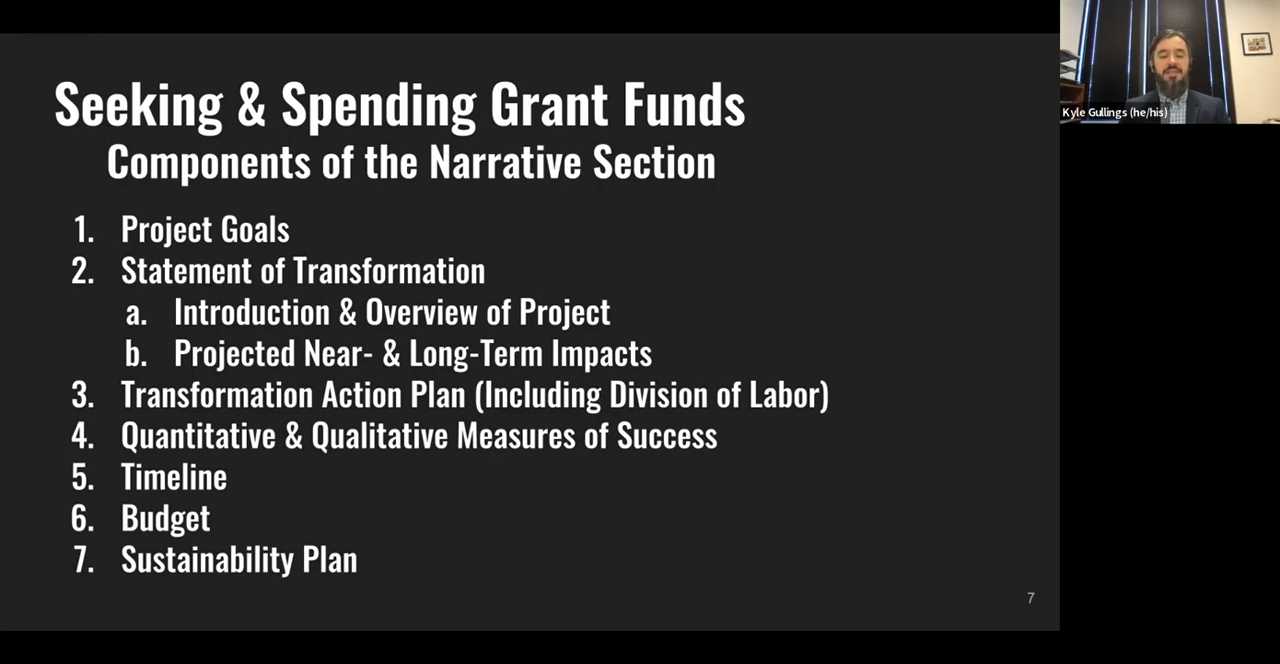 Seeking & Spending Grant Funds
Components of the Narrative Section
1. Project Goals
2. Statement of Transformation
a. Introduction & Overview of Project
b. Projected Near- & Long-Term Impacts
3. Transformation Action Plan (Including Division of Labor)
4. Quantitative & Qualitative Measures of Success
5. Timeline
6. Budget
7. Sustainability Plan
7
Kyle Gullings (he/his)